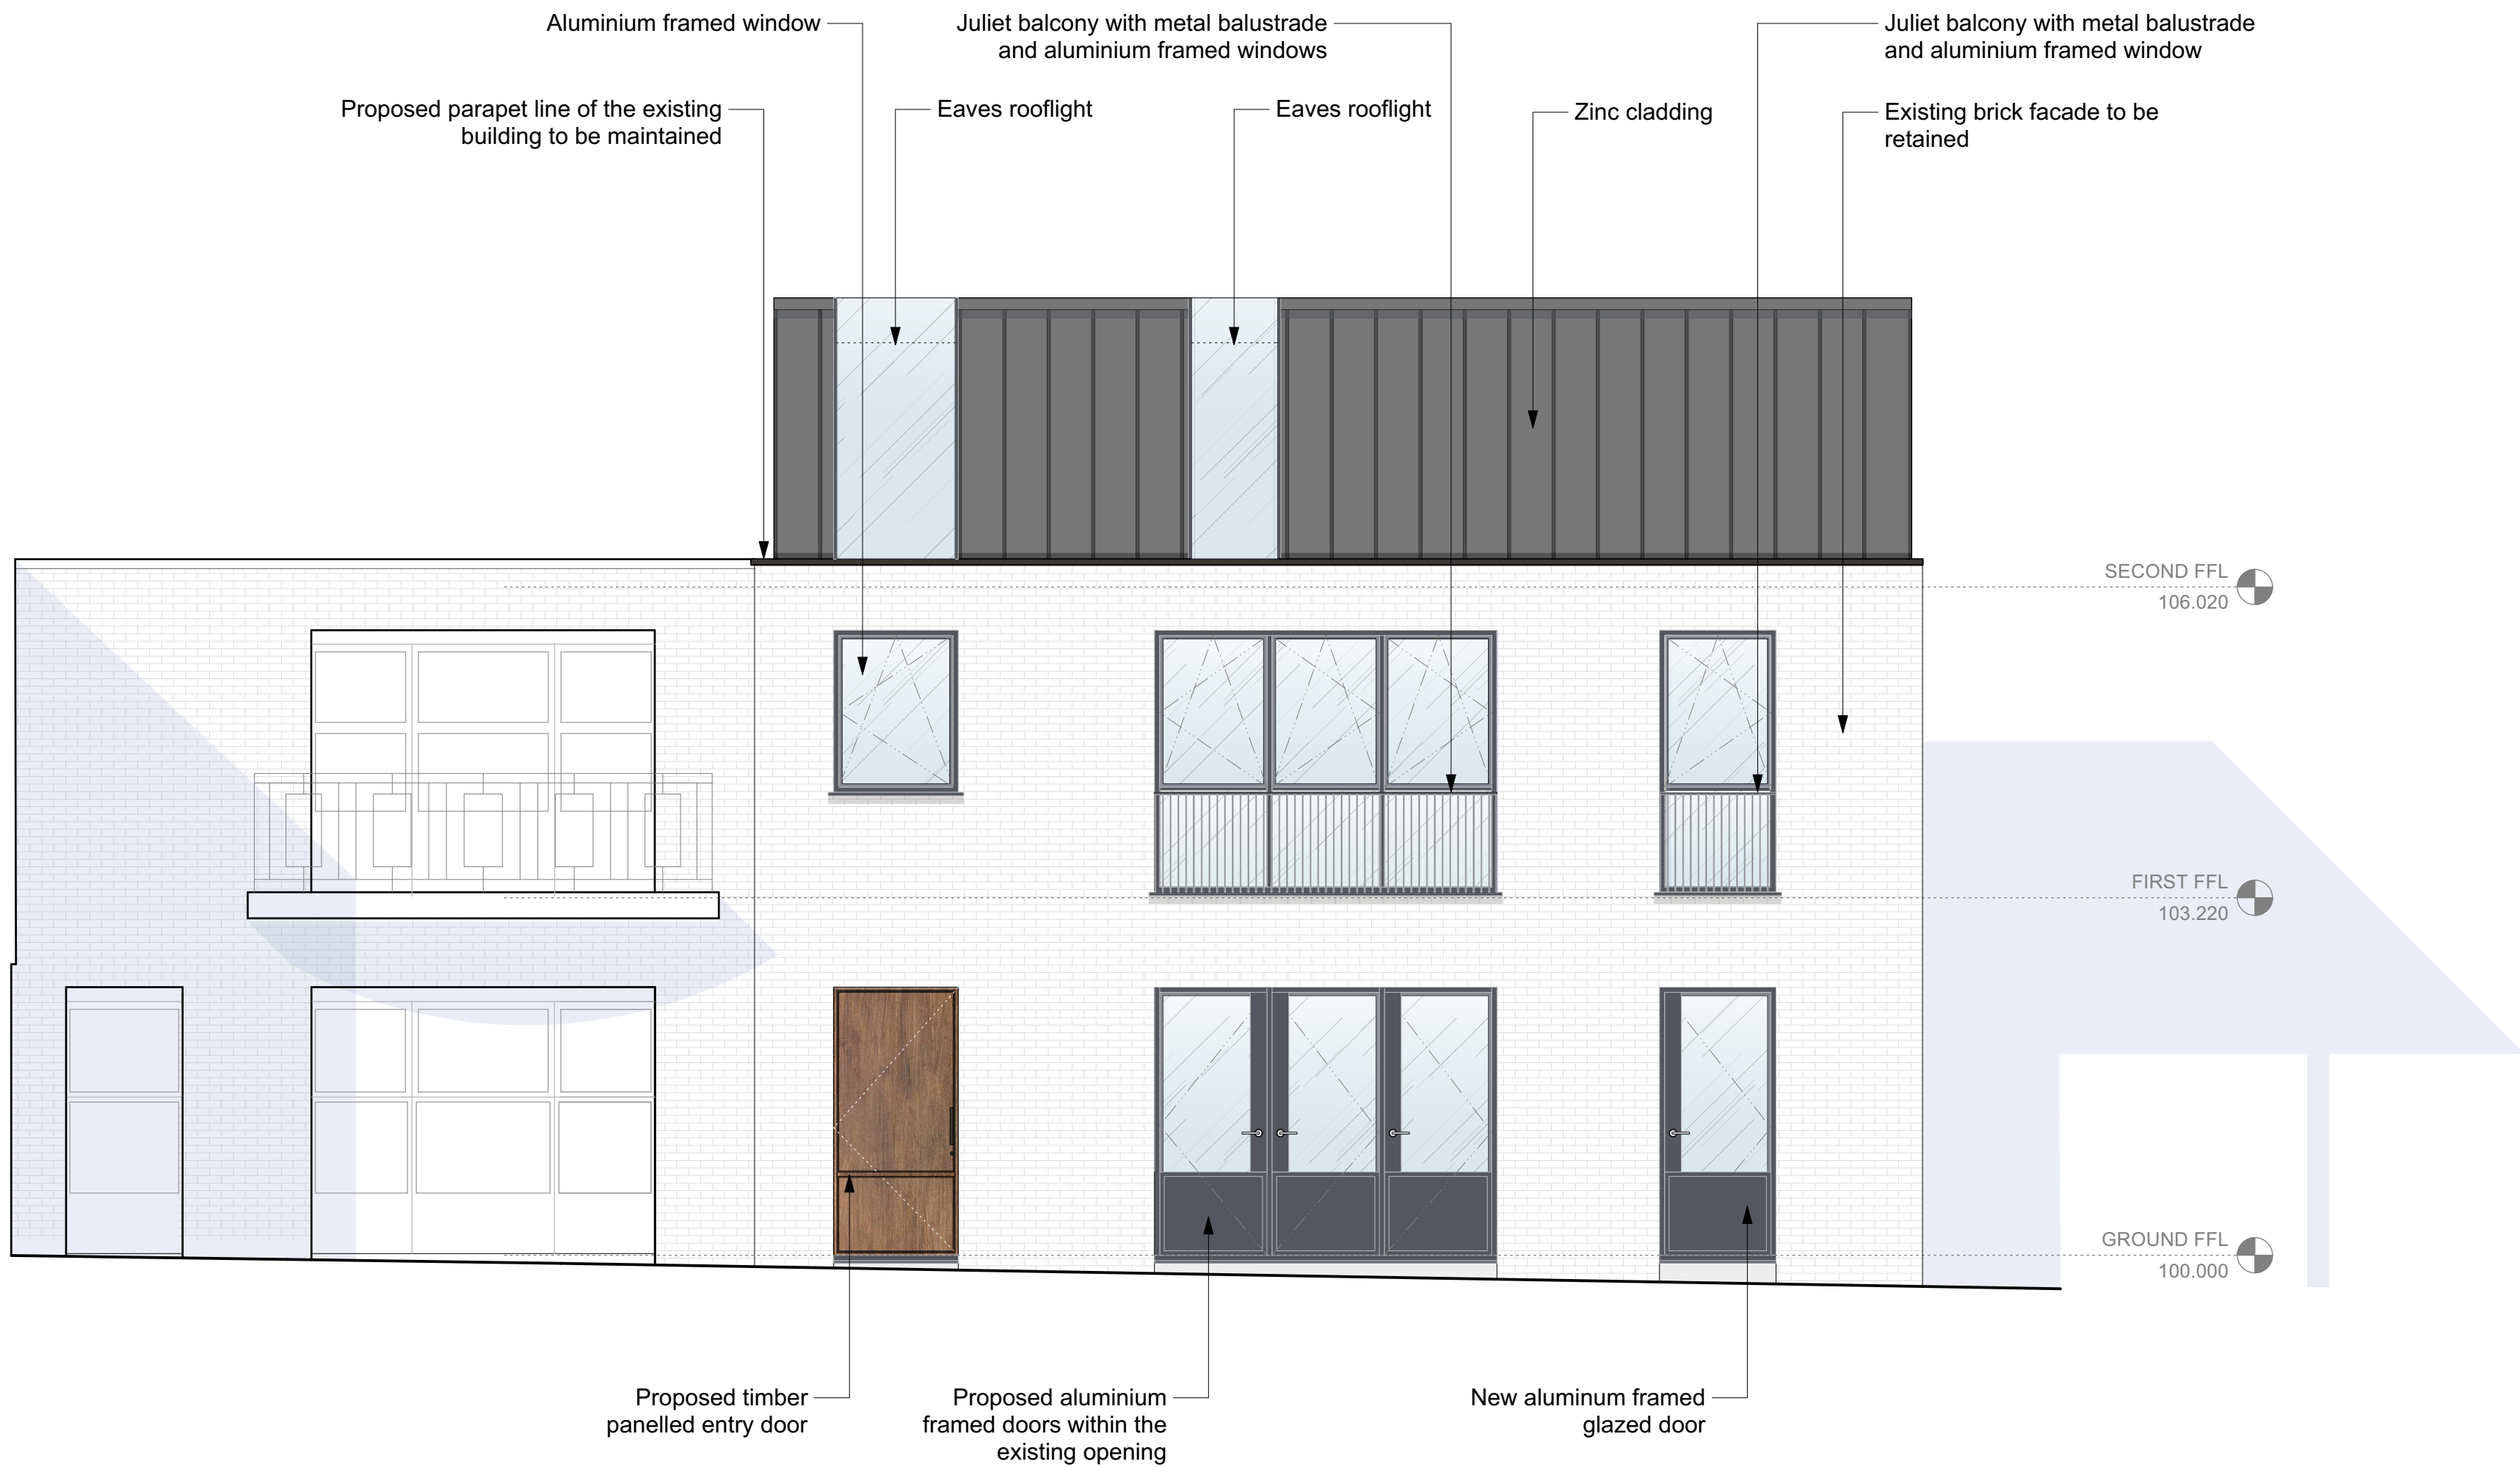 Aluminium framed window
Juliet balcony with metal balustrade
and aluminium framed windows
Juliet balcony with metal balustrade
and aluminium framed window
Proposed parapet line of the existing
building to be maintained
Eaves rooflight
Eaves rooflight
Zinc cladding
Existing brick facade to be
retained
SECOND FFL
106.020
FIRST FFL
103.220
GROUND FFL
100.000
Proposed timber
panelled entry door
Proposed aluminium
framed doors within the
existing opening
New aluminum framed
glazed door